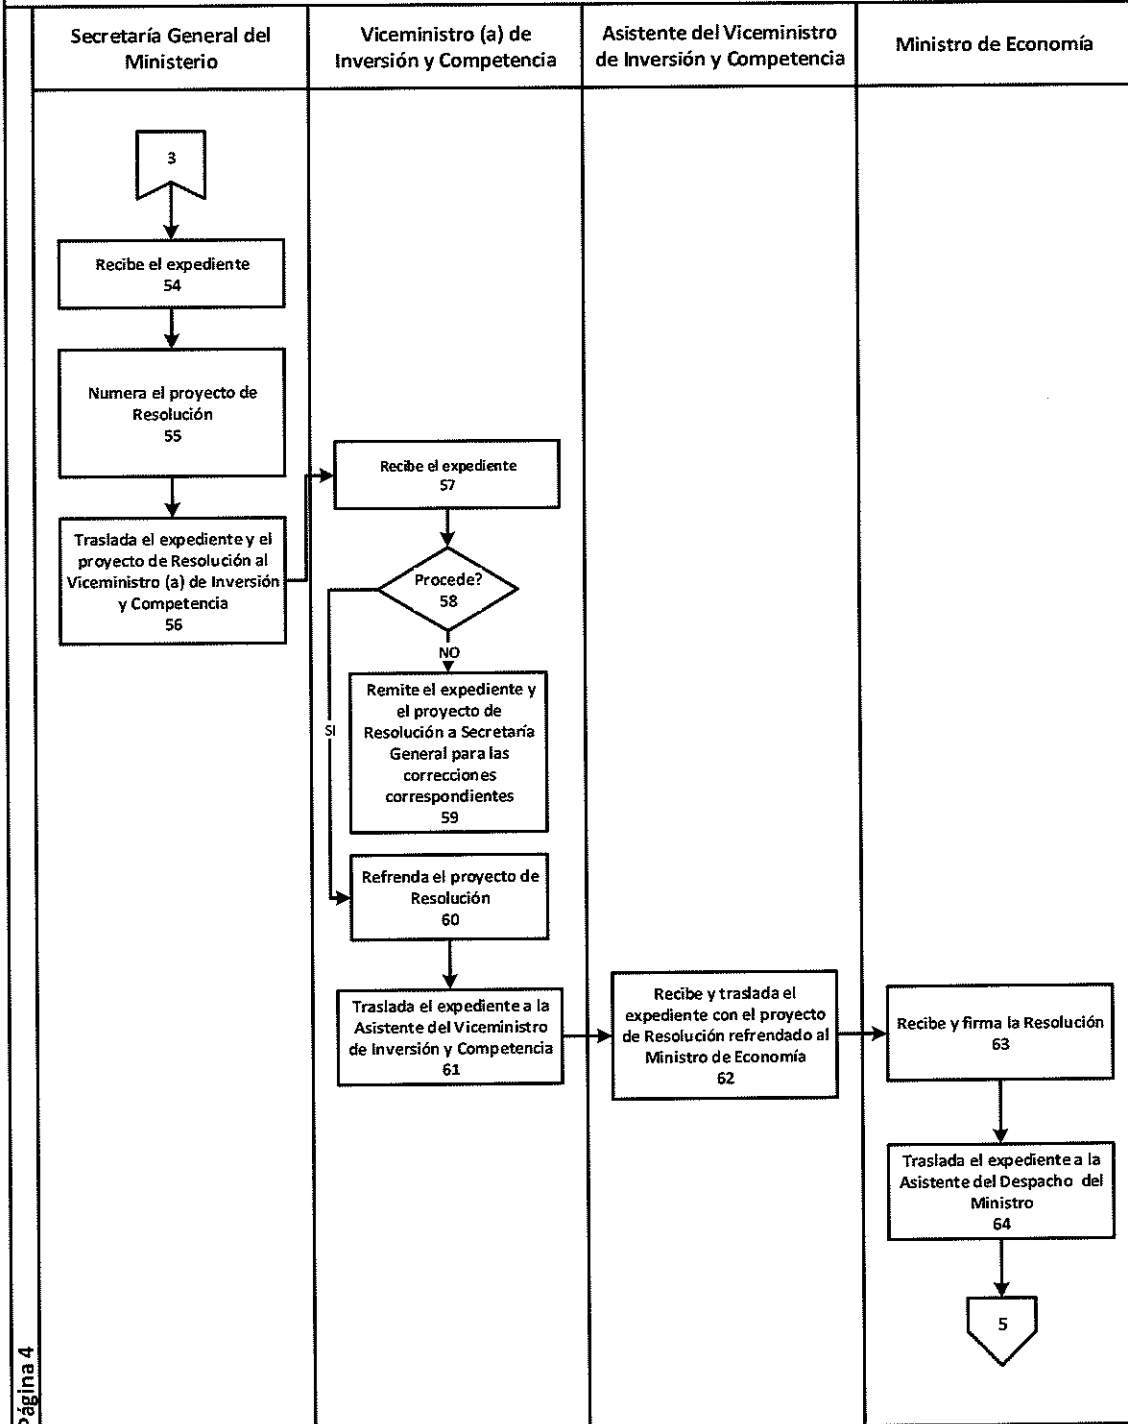 Secretaría General del
Ministerio
Viceministro (a) de
Inversión y Competencia
Asistente del Viceministro
de Inversión y Competencia
Ministro de Economía
3
Recibe el expediente
54
Numera el proyecto de
Resolución
55
Traslada el expediente y el
proyecto de Resolución al
Viceministro (a) de Inversión
y Competencia
56
Recibe el expediente
57
Procede?
58
NO
SI
Remite el expediente y
el proyecto de
Resolución a Secretaría
General para las
correcciones
correspondientes
59
Refrenda el proyecto de
Resolución
60
Traslada el expediente a la
Asistente del Viceministro
de Inversión y Competencia
61
Recibe y traslada el
expediente con el proyecto
de Resolución refrendado al
Ministro de Economía
62
Recibe y firma la Resolución
63
Traslada el expediente a la
Asistente del Despacho del
Ministro
64
5
Página 4